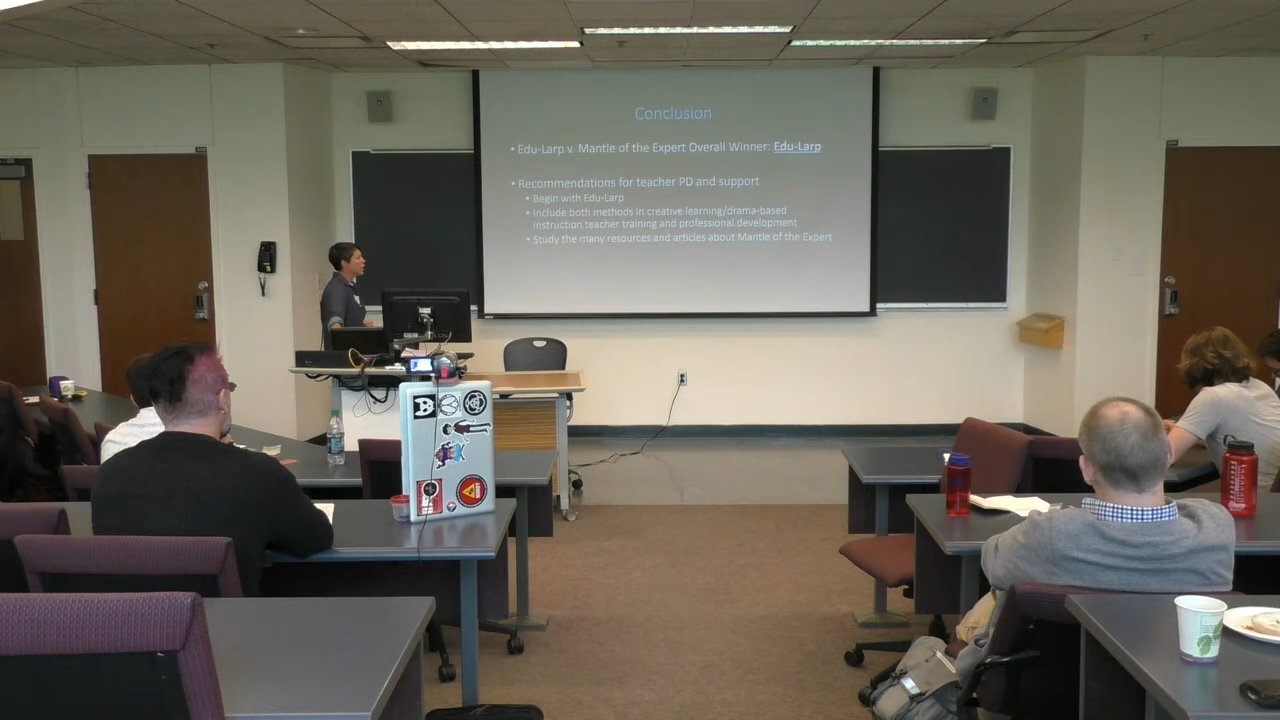 Conclusion
• Edu-Larp v. Mantle of the Expert Overall Winner: Edu-Larp
• Recommendations for teacher PD and support
• Begin with Edu-Larp
• Include both methods in creative learning/drama-based
instruction teacher training and professional development
• Study the many resources and articles about Mantle of the Expert